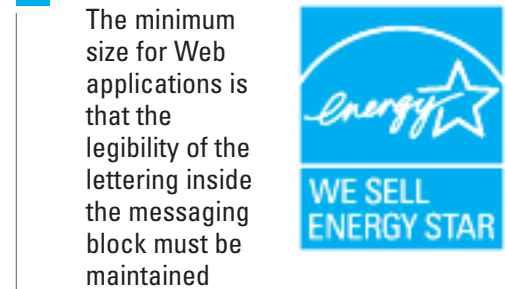 The minimum
size for Web
applications is
that the
legibility of the
lettering inside
the messaging
block must be
maintained
energy
WE SELL
ENERGY STAR